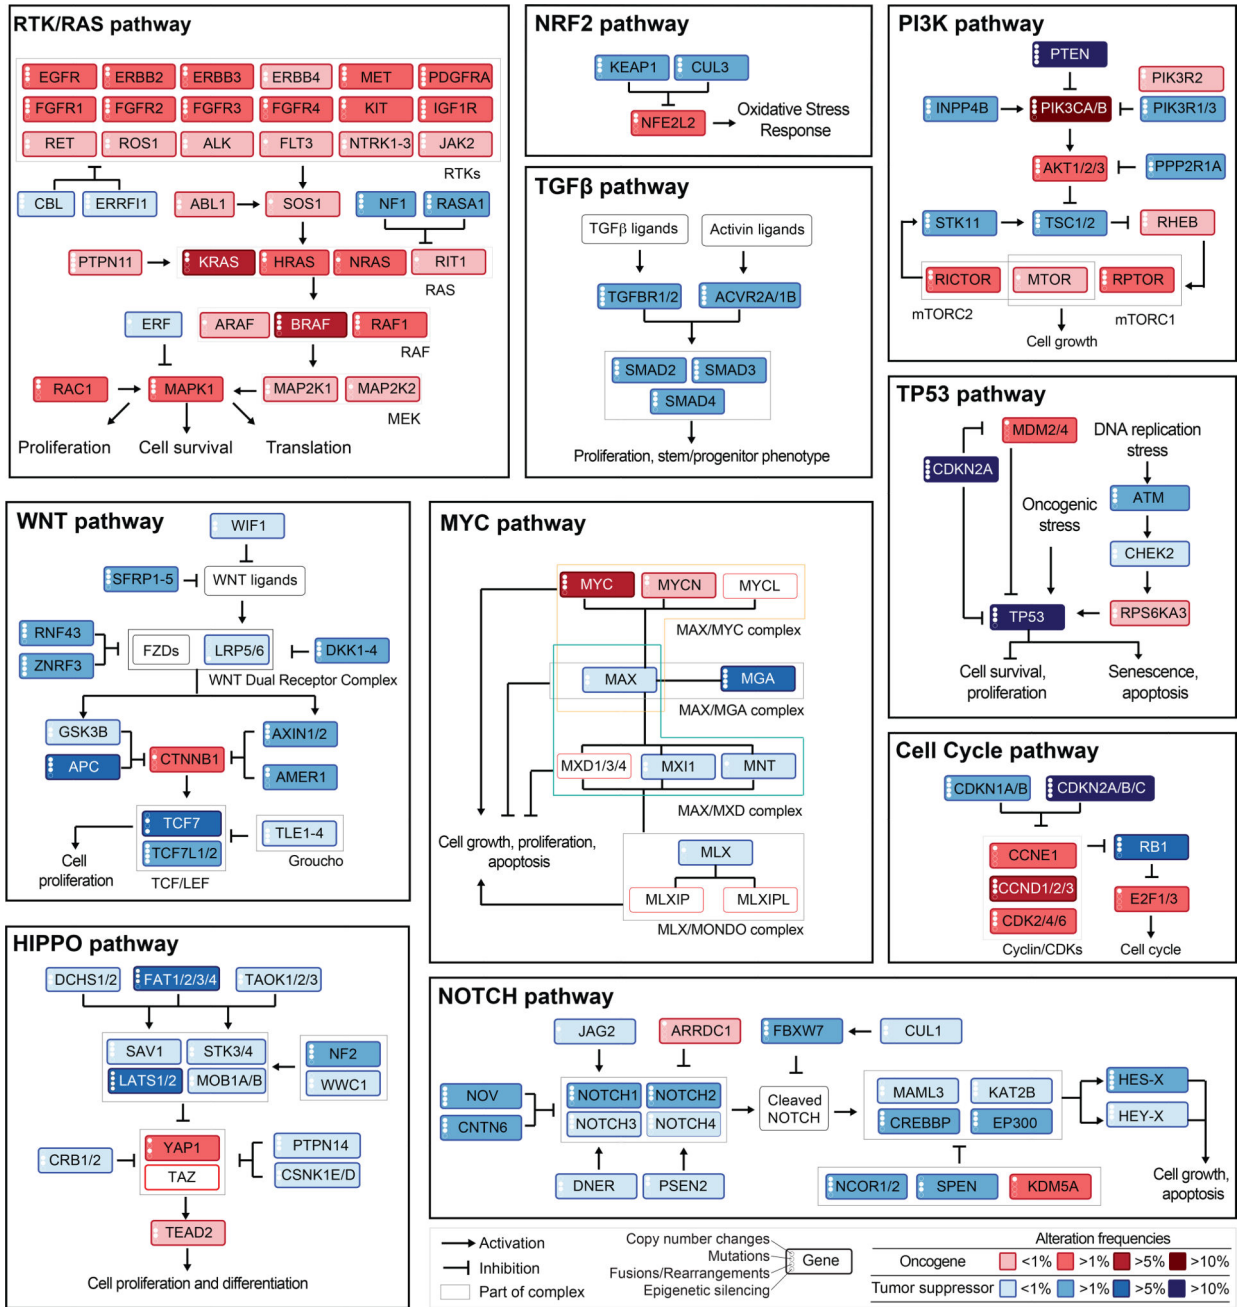 RTK/RAS pathway
EGFR ERBB2 ERBB3 ERBB4 MET PDGFRA
FGFR1 FGFR2 FGFR3 FGFR4 KIT IGF1R
RET ROS1 ALK FLT3 NTRK1-3 JAK2
RTKs
CBL ERRFI1 ABL1 SOS1 NF1 RASA1
PTPN11 KRAS HRAS NRAS RIT1
RAS
ERF ARAF BRAF RAF1
RAF
RAC1 MAPK1 MAP2K1 MAP2K2
MEK
Proliferation Cell survival Translation
NRF2 pathway
KEAP1 CUL3
NFE2L2 Oxidative Stress
Response
TGFβ pathway
TGFβ ligands Activin ligands
TGFBR1/2 ACVR2A/1B
SMAD2 SMAD3
SMAD4
Proliferation, stem/progenitor phenotype
PI3K pathway
PTEN
PIK3R2
INPP4B PIK3CA/B PIK3R1/3
AKT1/2/3 PPP2R1A
STK11 TSC1/2 RHEB
RICTOR MTOR RPTOR
mTORC2 mTORC1
Cell growth
TP53 pathway
MDM2/4 DNA replication
stress
CDKN2A
ATM
Oncogenic
stress
CHEK2
TP53 RPS6KA3
Cell survival,
proliferation
Senescence,
apoptosis
WNT pathway
WIF1
SFRP1-5 WNT ligands
RNF43
ZNRF3
FZDs LRP5/6 DKK1-4
WNT Dual Receptor Complex
GSK3B AXIN1/2
APC CTNNB1 AMER1
TCF7 TLE1-4
TCF7L1/2 Groucho
Cell
proliferation
TCF/LEF
MYC pathway
MYC MYCN MYCL
MAX/MYC complex
MAX MGA
MAX/MGA complex
MXD1/3/4 MXI1 MNT
MAX/MXD complex
Cell growth, proliferation,
apoptosis
MLX
MLXIP MLXIPL
MLX/MONDO complex
Cell Cycle pathway
CDKN1A/B CDKN2A/B/C
CCNE1 RB1
CCND1/2/3
CDK2/4/6 E2F1/3
Cyclin/CDKs Cell cycle
HIPPO pathway
DCHS1/2 FAT1/2/3/4 TAOK1/2/3
SAV1 STK3/4 NF2
LATS1/2 MOB1A/B WWC1
YAP1 PTPN14
CRB1/2
TAZ CSNK1E/D
TEAD2
Cell proliferation and differentiation
NOTCH pathway
JAG2 ARRDC1 FBXW7 CUL1
NOV NOTCH1 NOTCH2 Cleaved
NOTCH
MAML3 KAT2B HES-X
CNTN6 NOTCH3 NOTCH4 CREBBP EP300 HEY-X
DNER PSEN2 NCOR1/2 SPEN KDM5A
Cell growth,
apoptosis
Activation
Inhibition
Part of complex
Copy number changes
Mutations
Fusions/Rearrangements
Epigenetic silencing
Gene
Alteration frequencies
Oncogene <1% >1% >5% >10%
Tumor suppressor <1% >1% >5% >10%